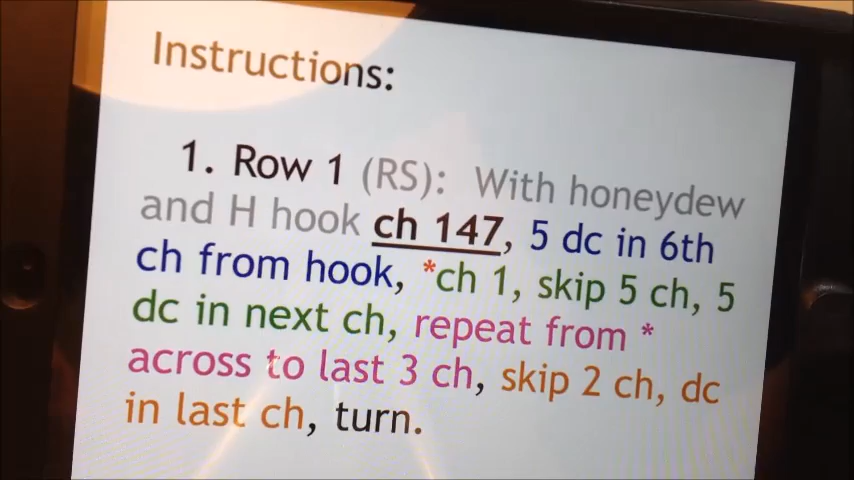 Instructions:
1. Row 1 (RS): With honeydew
and H hook ch 147, 5 dc in 6th
ch from hook, *ch 1, skip 5 ch, 5
dc in next ch, repeat from *
across to last 3 ch, skip 2 ch, dc
in last ch, turn.